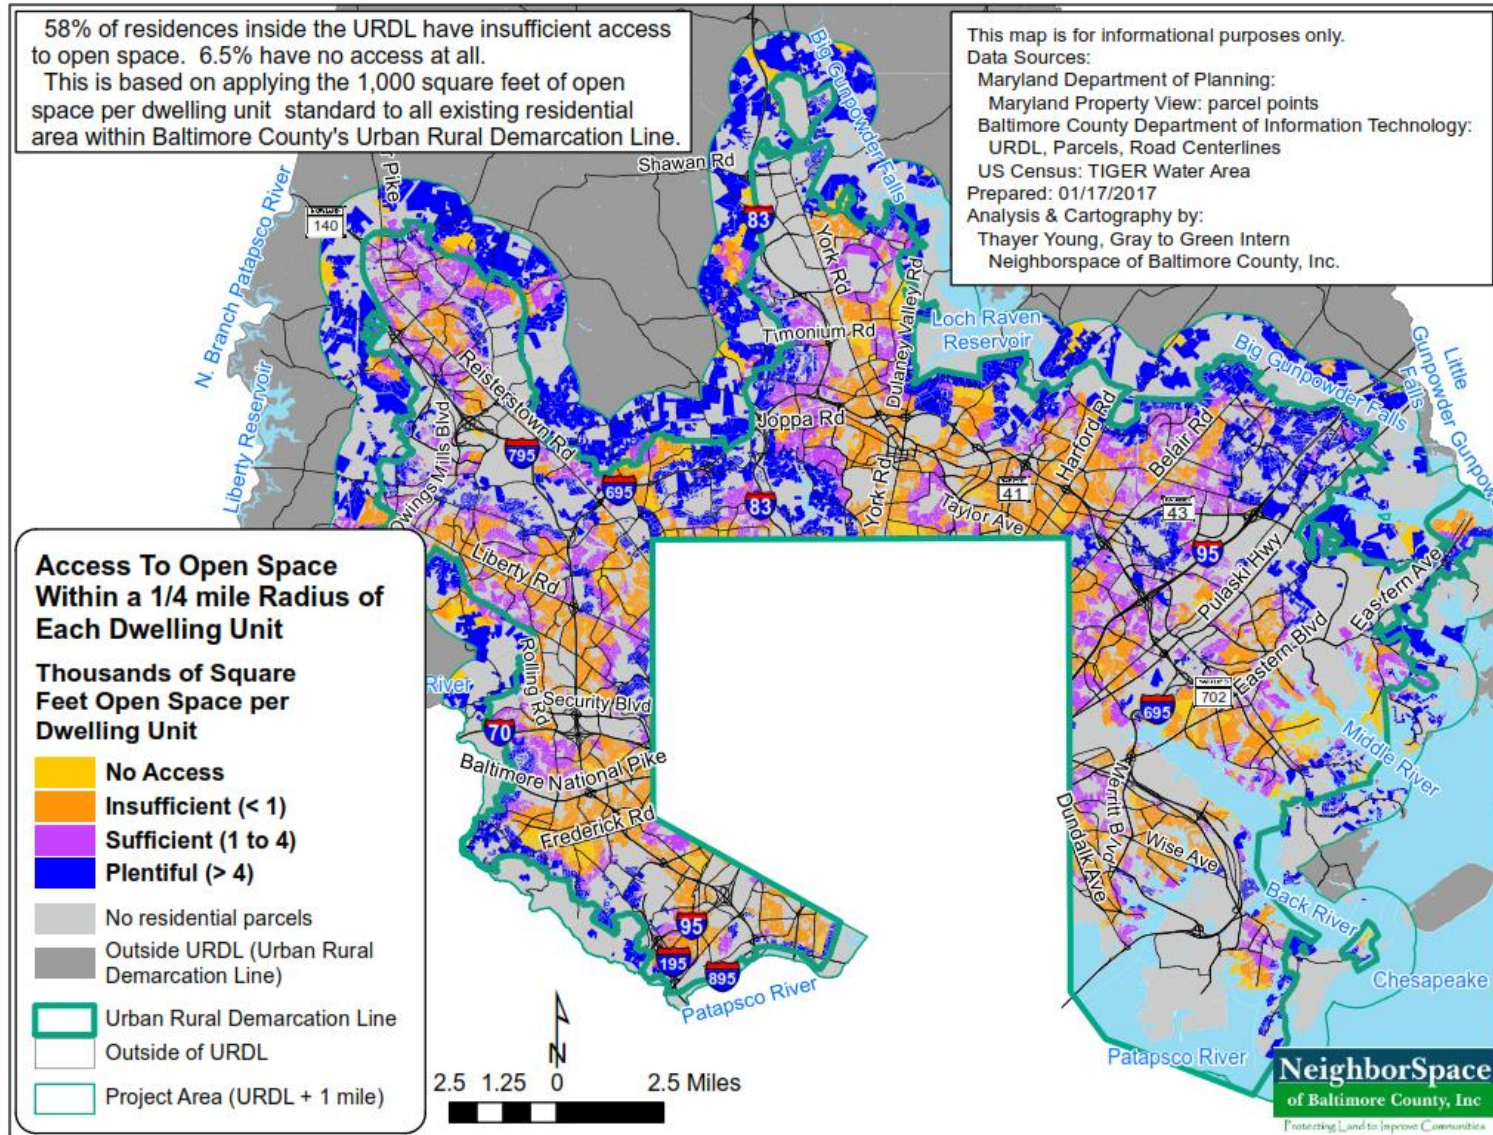 58% of residences inside the URDL have insufficient access
to open space. 6.5% have no access at all.
This is based on applying the 1,000 square feet of open
space per dwelling unit standard to all existing residential
area within Baltimore County's Urban Rural Demarcation Line.
This map is for informational purposes only.
Data Sources:
Maryland Department of Planning:
Maryland Property View: parcel points
Baltimore County Department of Information Technology:
URDL, Parcels, Road Centerlines
US Census: TIGER Water Area
Prepared: 01/17/2017
Analysis & Cartography by:
Thayer Young, Gray to Green Intern
Neighborspace of Baltimore County, Inc.
Big Gunpowder Falls
Shawan Rd
Pike
N. Branch Patapsco River
140
83
York Rd
Dulaney Valley Rd
Timonium Rd
Loch Raven
Reservoir
Big Gunpowder Falls
Little
Gunpowder
Falls
Little Gunpowder
Liberty Reservoir
Reisterstown Rd
Owings Mills Blvd
Joppa Rd
Harford Rd
Belair Rd
795
695
83
York Rd
41
Taylor Ave
43
95
Pulaski Hwy
Eastern Ave
Liberty Rd
Rolling Rd
River
Security Blvd
70
Baltimore National Pike
Frederick Rd
Eastern Blvd
702
695
Middle River
Merritt Blvd
Dundalk Ave
Wise Ave
Back River
95
195
895
Patapsco River
Chesapeake
Patapsco River
Access To Open Space
Within a 1/4 mile Radius of
Each Dwelling Unit
Thousands of Square
Feet Open Space per
Dwelling Unit
No Access
Insufficient (< 1)
Sufficient (1 to 4)
Plentiful (> 4)
No residential parcels
Outside URDL (Urban Rural
Demarcation Line)
Urban Rural Demarcation Line
Outside of URDL
Project Area (URDL + 1 mile)
N
2.5 1.25 0 2.5 Miles
NeighborSpace
of Baltimore County, Inc
Protecting Land to Improve Communities